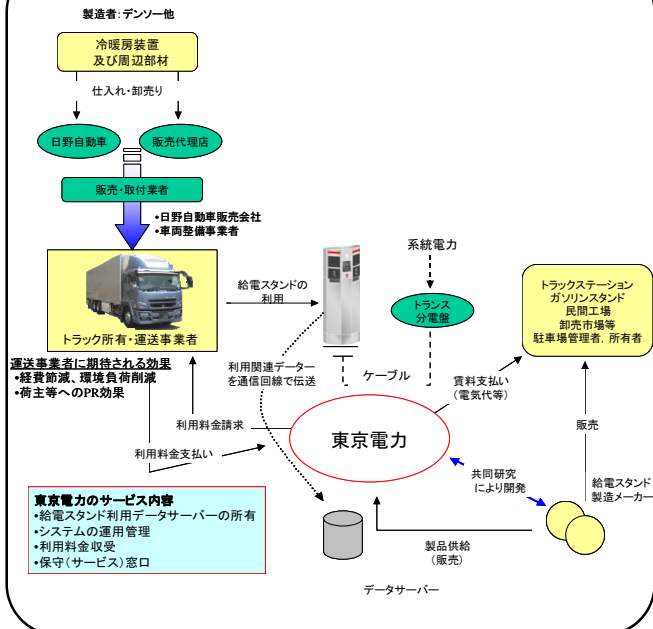 製造者:デンソー他
冷暖房装置
及び周辺部材
仕入れ・卸売り
日野自動車
販売代理店
販売・取付業者
•日野自動車販売会社
•車両整備事業者
トラック所有・運送事業者
給電スタンドの
利用
系統電力
トランス
分電盤
トラックステーション
ガソリンスタンド
民間工場
卸売市場等
駐車場管理者,所有者
運送事業者に期待される効果
•経費節減、環境負荷削減
•荷主等へのPR効果
利用関連データー
を通信回線で伝送
ケーブル
賃料支払い
(電気代等)
利用料金請求
利用料金支払い
東京電力
販売
共同研究
により開発
給電スタンド
製造メーカー
東京電力のサービス内容
•給電スタンド利用データサーバーの所有
•システムの運用管理
•利用料金収受
•保守(サービス)窓口
製品供給
(販売)
データサーバー